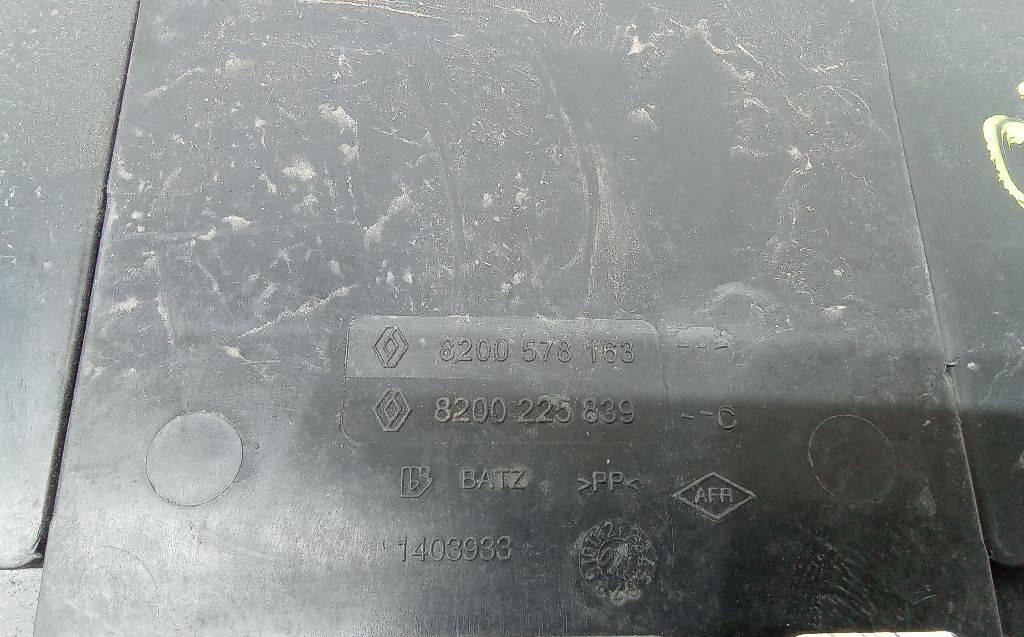 8200 578 163 ---
8200 225 839 --C
BATZ >PP< AFR
1403933